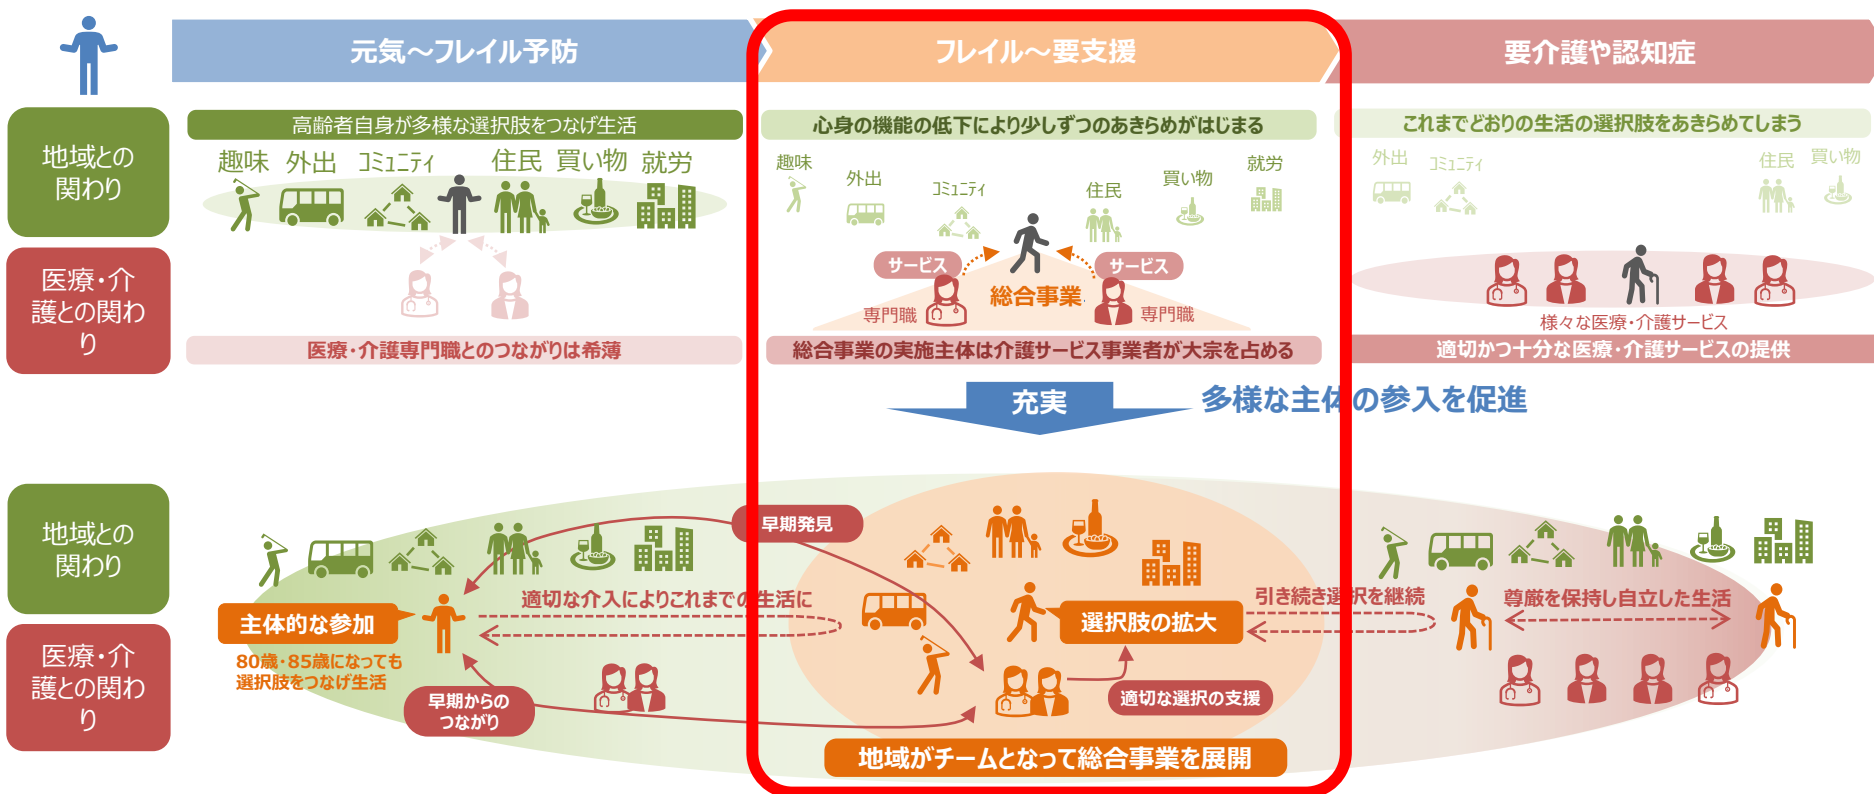 元気～フレイル予防
フレイル～要支援
要介護や認知症
地域との
関わり
高齢者自身が多様な選択肢をつなげ生活
趣味
外出
コミュニティ
住民
買い物
就労
心身の機能の低下により少しずつのあきらめがはじまる
趣味
外出
コミュニティ
住民
買い物
就労
これまでどおりの生活の選択肢をあきらめてしまう
外出
コミュニティ
住民
買い物
医療・介
護との関わ
り
医療・介護専門職とのつながりは希薄
サービス
サービス
総合事業
専門職
専門職
総合事業の実施主体は介護サービス事業者が大宗を占める
様々な医療・介護サービス
適切かつ十分な医療・介護サービスの提供
充実
多様な主体の参入を促進
地域との
関わり
早期発見
主体的な参加
適切な介入によりこれまでの生活に
選択肢の拡大
引き続き選択を継続
尊厳を保持し自立した生活
医療・介
護との関わ
り
80歳・85歳になっても
選択肢をつなげ生活
早期からの
つながり
適切な選択の支援
地域がチームとなって総合事業を展開